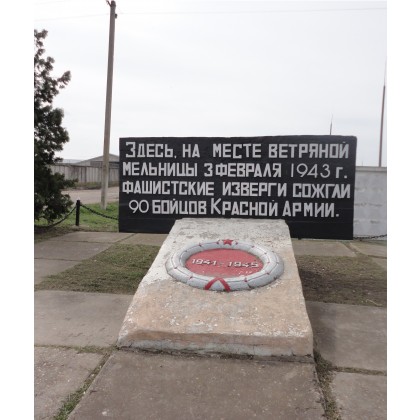 Здесь, на месте ветряной
мельницы 3 февраля 1943 г.
фашистские изверги сожгли
90 бойцов Красной Армии.
1941-1945